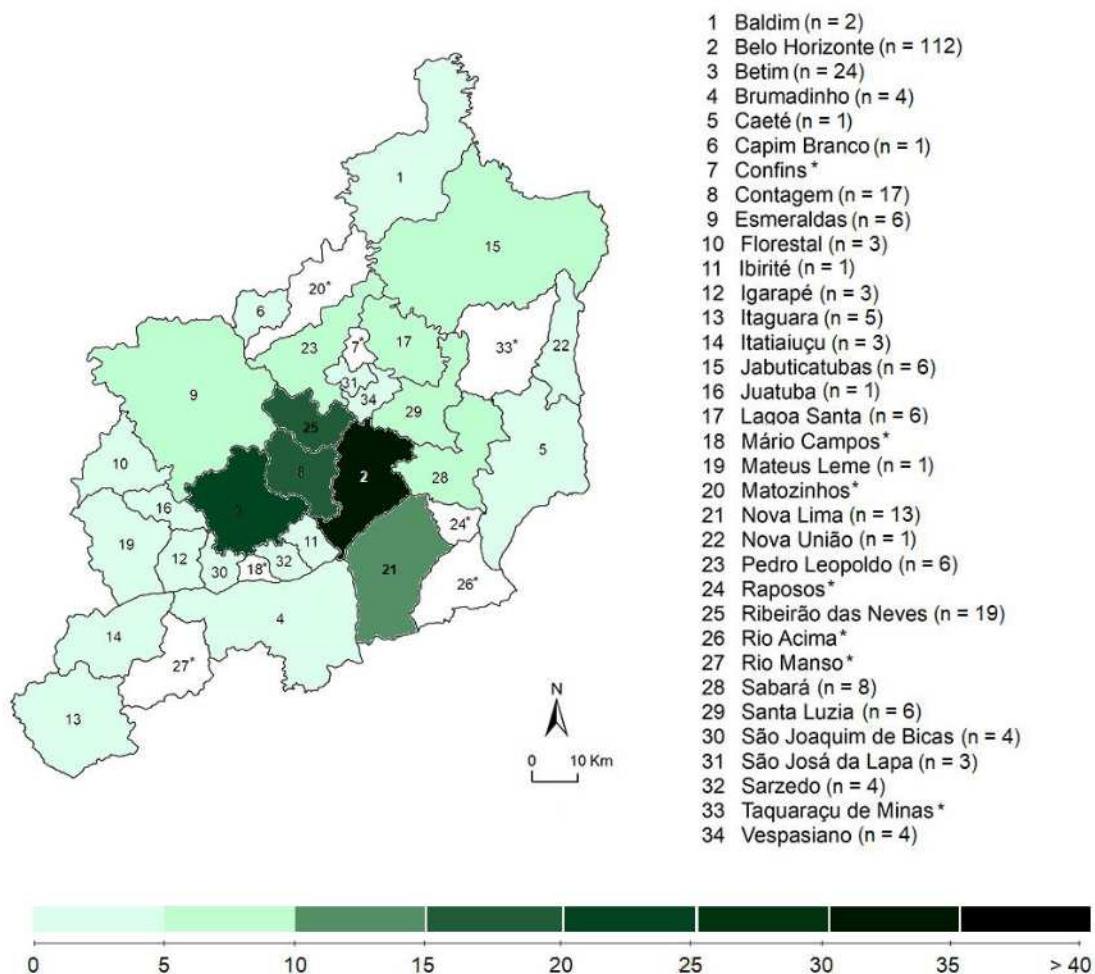 1 Baldim (n = 2)
2 Belo Horizonte (n = 112)
3 Betim (n = 24)
4 Brumadinho (n = 4)
5 Caeté (n = 1)
6 Capim Branco (n = 1)
7 Confins *
8 Contagem (n = 17)
9 Esmeraldas (n = 6)
10 Florestal (n = 3)
11 Ibirité (n = 1)
12 Igarapé (n = 3)
13 Itaguara (n = 5)
14 Itatiaiuçu (n = 3)
15 Jabuticatubas (n = 6)
16 Juatuba (n = 1)
17 Lagoa Santa (n = 6)
18 Mário Campos*
19 Mateus Leme (n = 1)
20 Matozinhos*
21 Nova Lima (n = 13)
22 Nova União (n = 1)
23 Pedro Leopoldo (n = 6)
24 Raposos*
25 Ribeirão das Neves (n = 19)
26 Rio Acima*
27 Rio Manso*
28 Sabará (n = 8)
29 Santa Luzia (n = 6)
30 São Joaquim de Bicas (n = 4)
31 São Josá da Lapa (n = 3)
32 Sarzedo (n = 4)
33 Taquaraçu de Minas*
34 Vespasiano (n = 4)
1
15
20*
6
23
7*
17
33*
22
31
34
9
29
25
5
10
8
2
28
3
16
24*
19
11
12
30
18*
32
21
26*
4
14
27*
13
N
0 10 Km
0 5 10 15 20 25 30 35 > 40